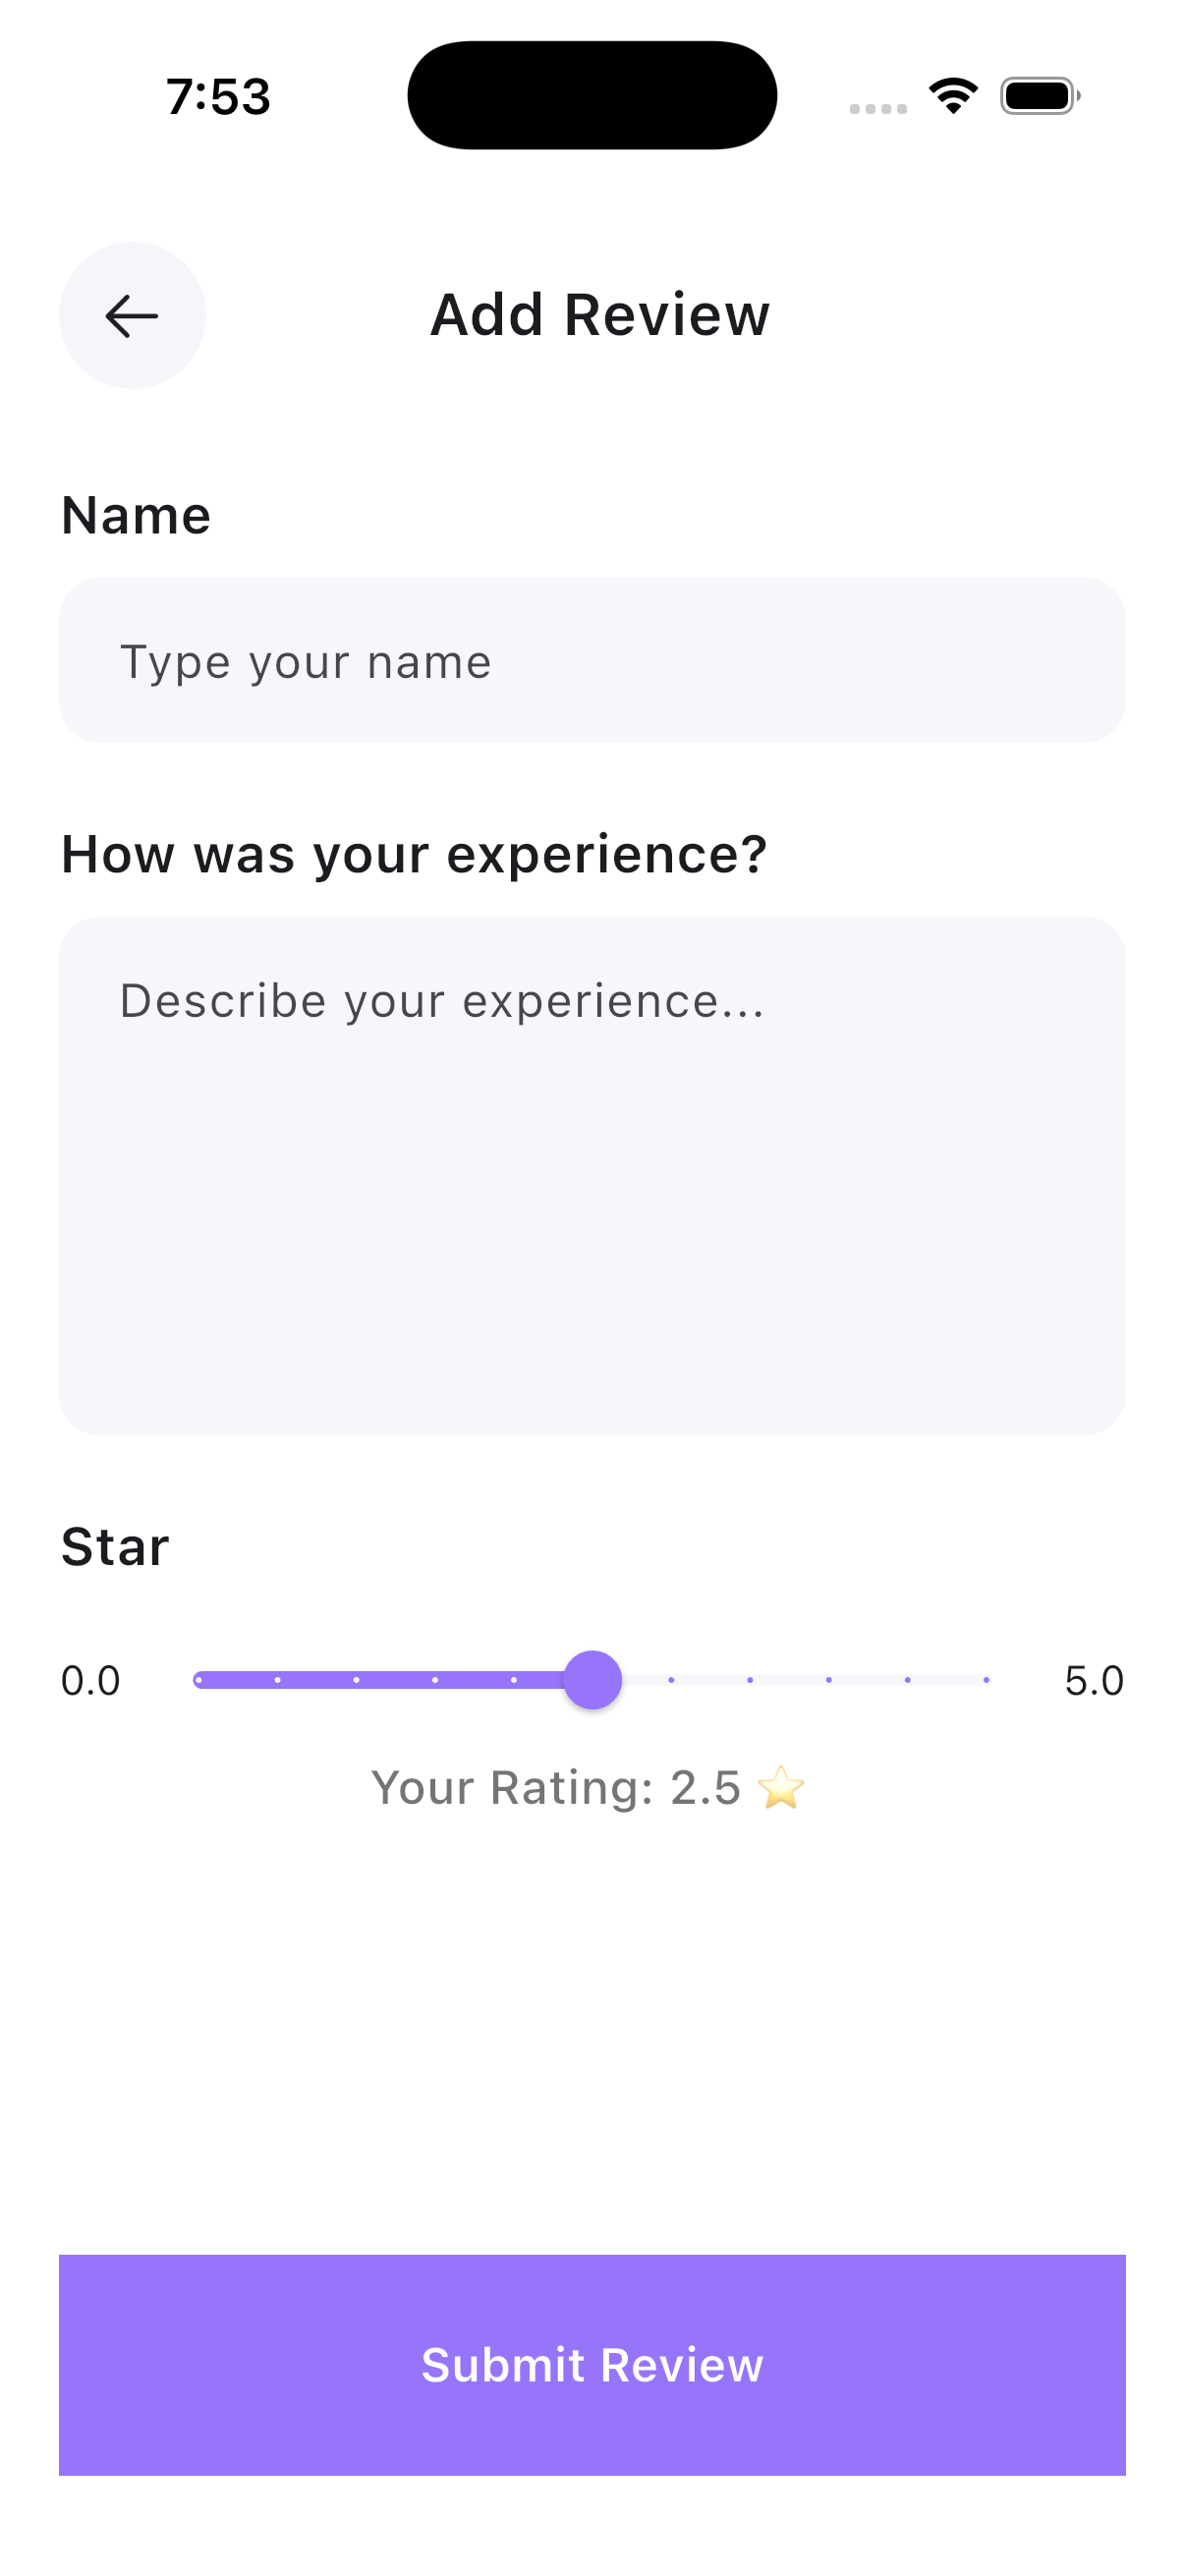 7:53
Add Review
Name
Type your name
How was your experience?
Describe your experience...
Star
0.0 5.0
Your Rating: 2.5 ⭐
Submit Review